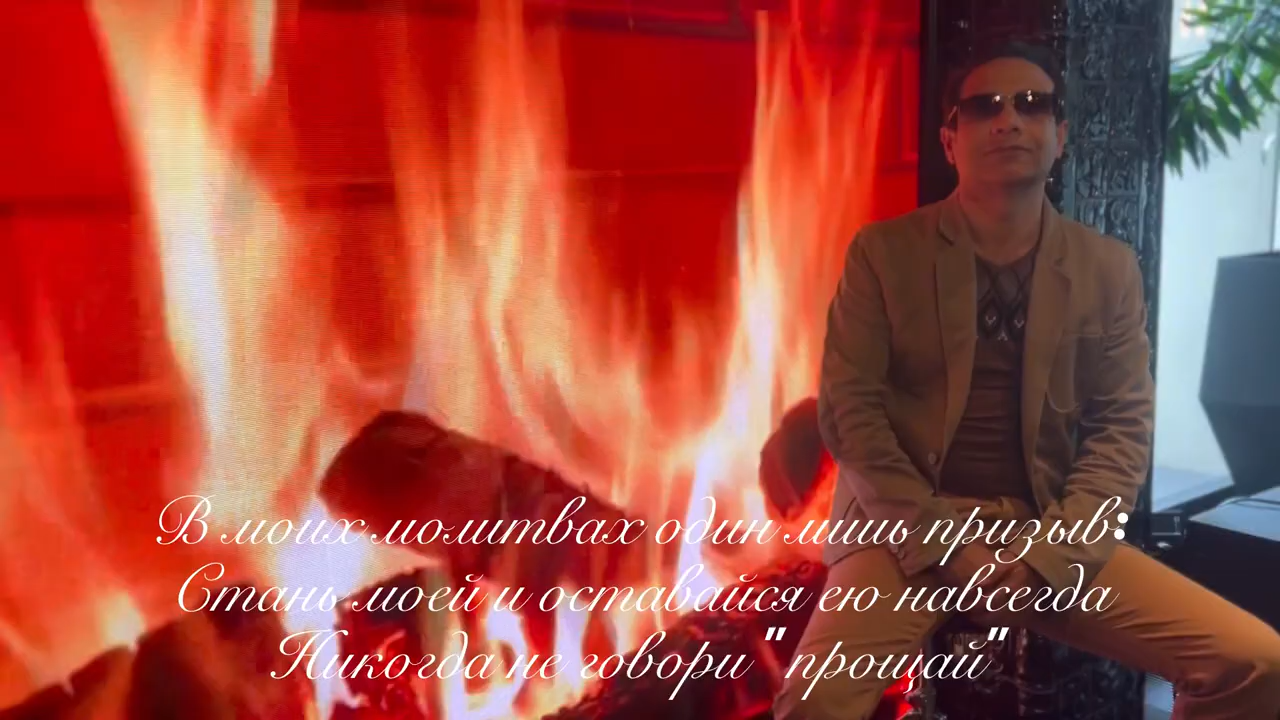 В моих молитвах один лишь призыв:
Стань моей и оставайся ею навсегда
Никогда не говори "прощай"